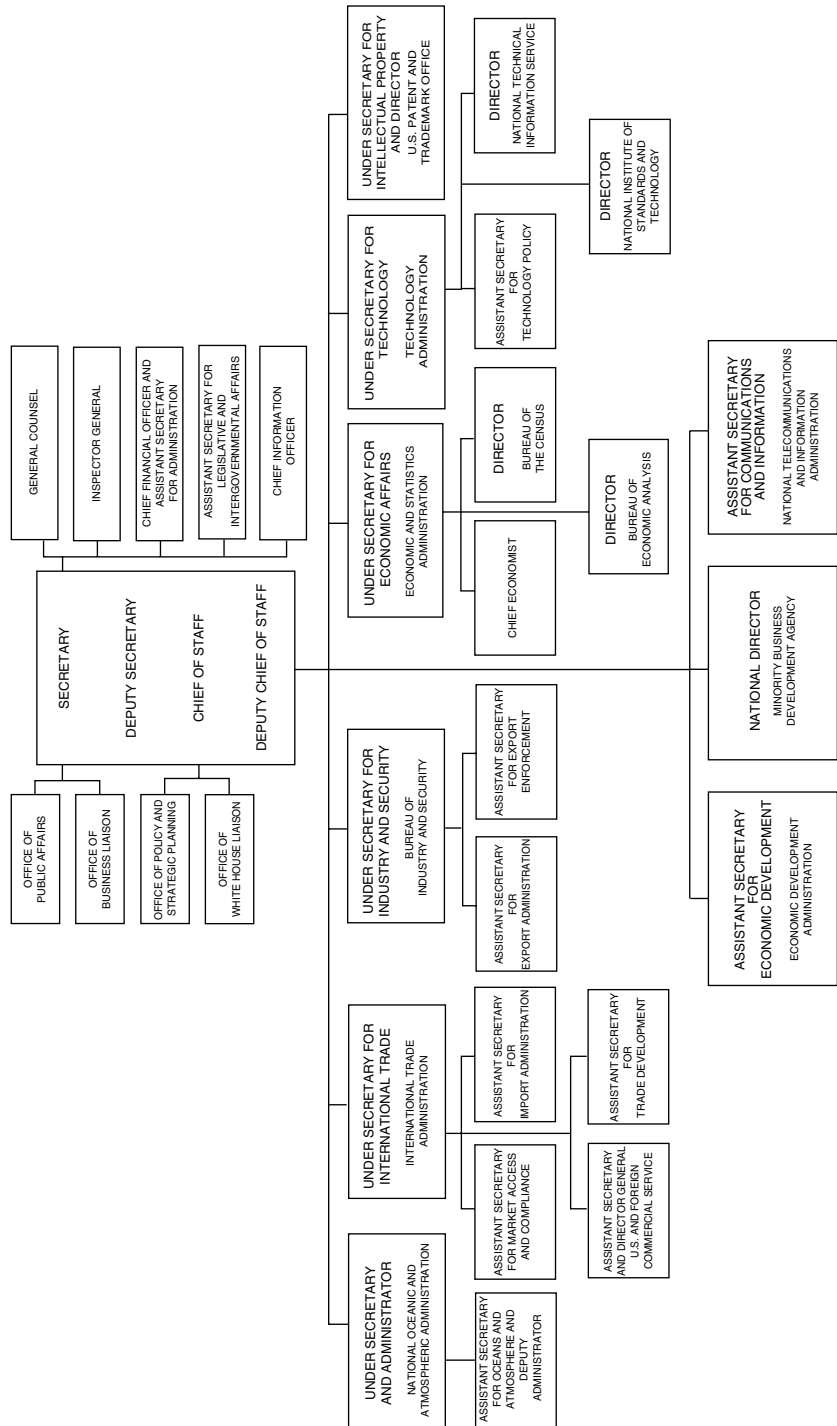 OFFICE OF
PUBLIC AFFAIRS
OFFICE OF
BUSINESS LIAISON
OFFICE OF POLICY AND
STRATEGIC PLANNING
OFFICE OF
WHITE HOUSE LIAISON
SECRETARY
DEPUTY SECRETARY
CHIEF OF STAFF
DEPUTY CHIEF OF STAFF
GENERAL COUNSEL
INSPECTOR GENERAL
CHIEF FINANCIAL OFFICER AND
ASSISTANT SECRETARY
FOR ADMINISTRATION
ASSISTANT SECRETARY FOR
LEGISLATIVE AND
INTERGOVERNMENTAL AFFAIRS
CHIEF INFORMATION
OFFICER
UNDER SECRETARY
AND ADMINISTRATOR
NATIONAL OCEANIC AND
ATMOSPHERIC ADMINISTRATION
UNDER SECRETARY FOR
INTERNATIONAL TRADE
INTERNATIONAL TRADE
ADMINISTRATION
UNDER SECRETARY FOR
INDUSTRY AND SECURITY
BUREAU OF
INDUSTRY AND SECURITY
UNDER SECRETARY FOR
ECONOMIC AFFAIRS
ECONOMIC AND STATISTICS
ADMINISTRATION
UNDER SECRETARY FOR
TECHNOLOGY
TECHNOLOGY
ADMINISTRATION
UNDER SECRETARY FOR
INTELLECTUAL PROPERTY
AND DIRECTOR
U.S. PATENT AND
TRADEMARK OFFICE
ASSISTANT SECRETARY
FOR OCEANS AND
ATMOSPHERE AND
DEPUTY
ADMINISTRATOR
ASSISTANT SECRETARY
FOR MARKET ACCESS
AND COMPLIANCE
ASSISTANT SECRETARY
FOR
IMPORT ADMINISTRATION
ASSISTANT SECRETARY
FOR
EXPORT ADMINISTRATION
ASSISTANT SECRETARY
FOR EXPORT
ENFORCEMENT
CHIEF ECONOMIST
DIRECTOR
BUREAU OF
THE CENSUS
ASSISTANT SECRETARY
FOR
TECHNOLOGY POLICY
DIRECTOR
NATIONAL TECHNICAL
INFORMATION SERVICE
ASSISTANT SECRETARY
AND DIRECTOR GENERAL
U.S. AND FOREIGN
COMMERCIAL SERVICE
ASSISTANT SECRETARY
FOR
TRADE DEVELOPMENT
DIRECTOR
BUREAU OF
ECONOMIC ANALYSIS
DIRECTOR
NATIONAL INSTITUTE OF
STANDARDS AND
TECHNOLOGY
ASSISTANT SECRETARY
FOR
ECONOMIC DEVELOPMENT
ECONOMIC DEVELOPMENT
ADMINISTRATION
NATIONAL DIRECTOR
MINORITY BUSINESS
DEVELOPMENT AGENCY
ASSISTANT SECRETARY
FOR COMMUNICATIONS
AND INFORMATION
NATIONAL TELECOMMUNICATIONS
AND INFORMATION
ADMINISTRATION